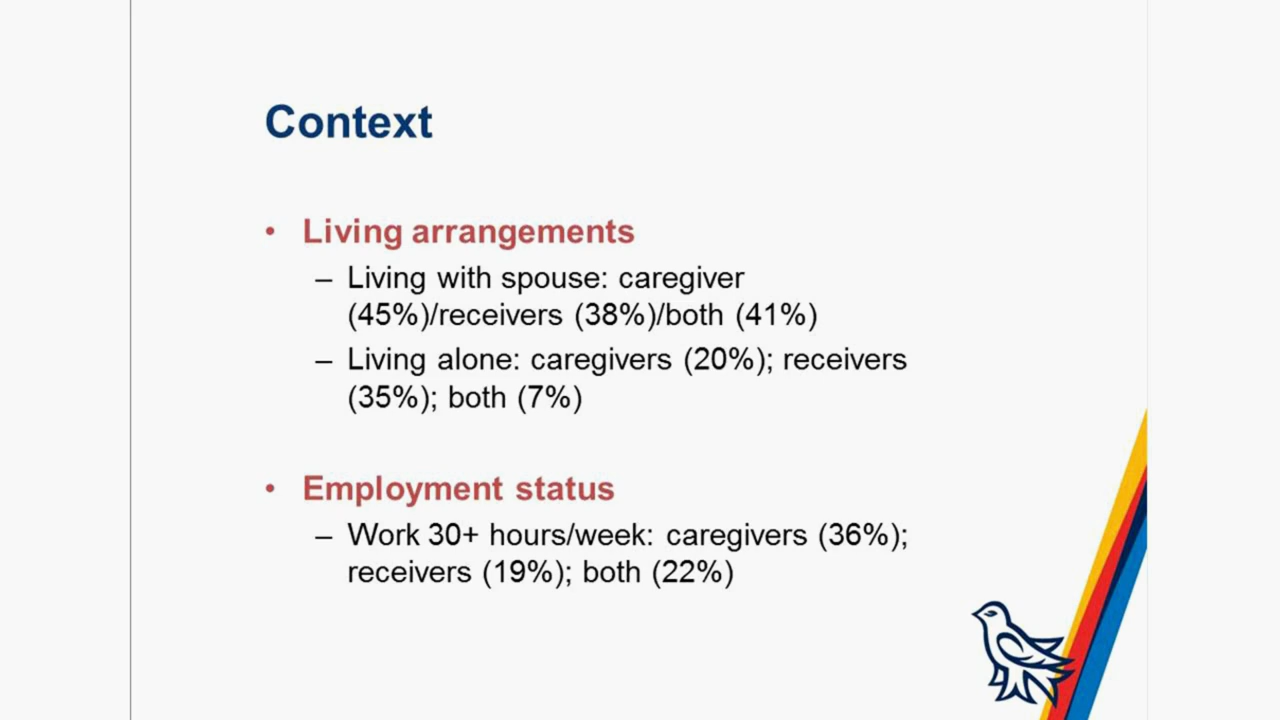 Context
• Living arrangements
– Living with spouse: caregiver
(45%)/receivers (38%)/both (41%)
– Living alone: caregivers (20%); receivers
(35%); both (7%)
• Employment status
– Work 30+ hours/week: caregivers (36%);
receivers (19%); both (22%)